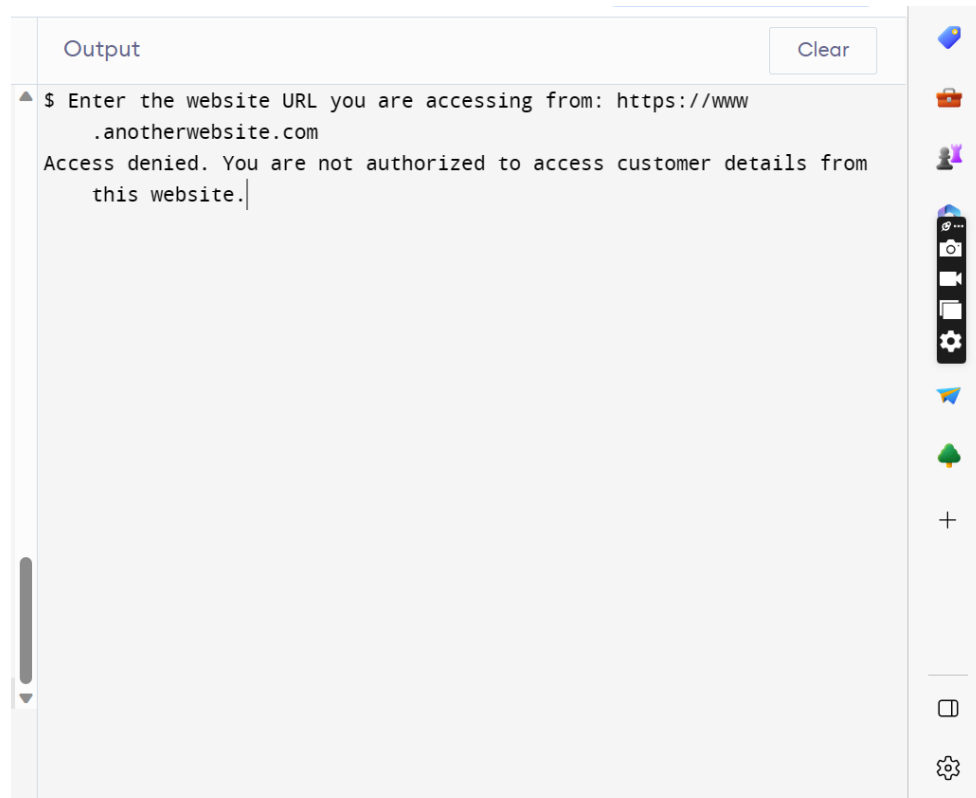 Output
Clear
$ Enter the website URL you are accessing from: https://www
.anotherwebsite.com
Access denied. You are not authorized to access customer details from
this website.